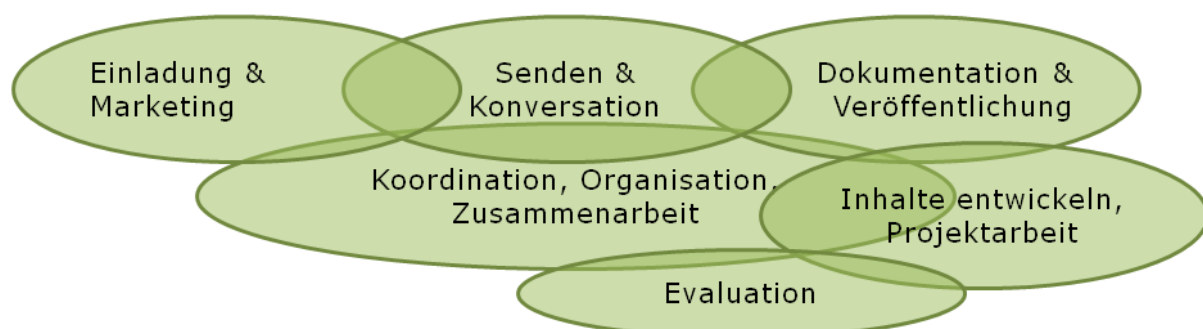 Einladung &
Marketing
Senden &
Konversation
Dokumentation &
Veröffentlichung
Koordination, Organisation,
Zusammenarbeit
Inhalte entwickeln,
Projektarbeit
Evaluation